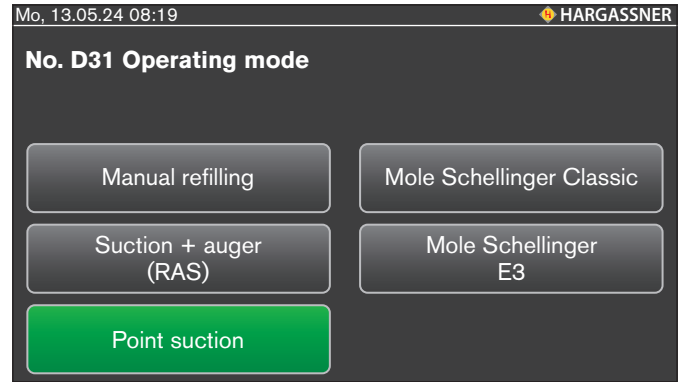 Mo, 13.05.24 08:19
HARGASSNER
No. D31 Operating mode
Manual refilling
Mole Schellinger Classic
Suction + auger
(RAS)
Mole Schellinger
E3
Point suction